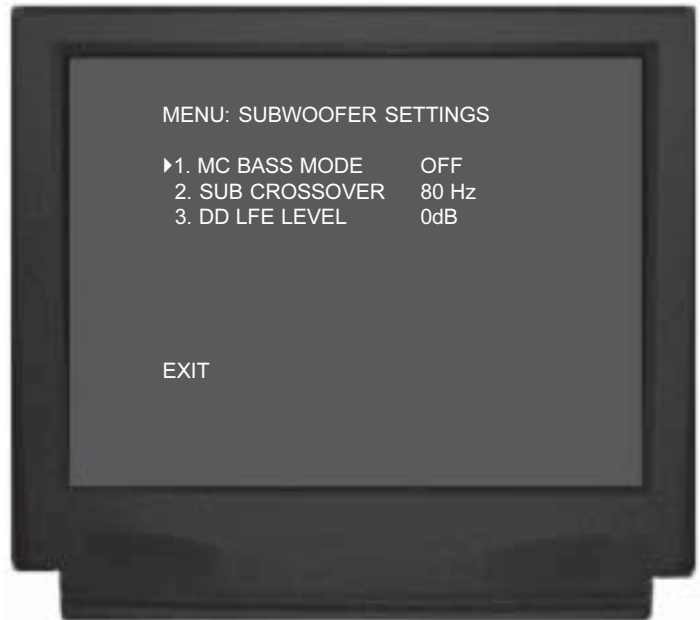 MENU: SUBWOOFER SETTINGS
1. MC BASS MODE OFF
2. SUB CROSSOVER 80 Hz
3. DD LFE LEVEL 0dB
EXIT